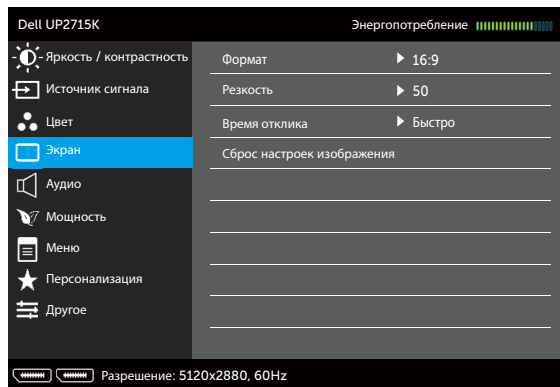 Dell UP2715K
Энергопотребление
Яркость / контрастность
Формат
16:9
Источник сигнала
Резкость
50
Цвет
Время отклика
Быстро
Экран
Сброс настроек изображения
Аудио
Мощность
Меню
Персонализация
Другое
Разрешение: 5120x2880, 60Hz